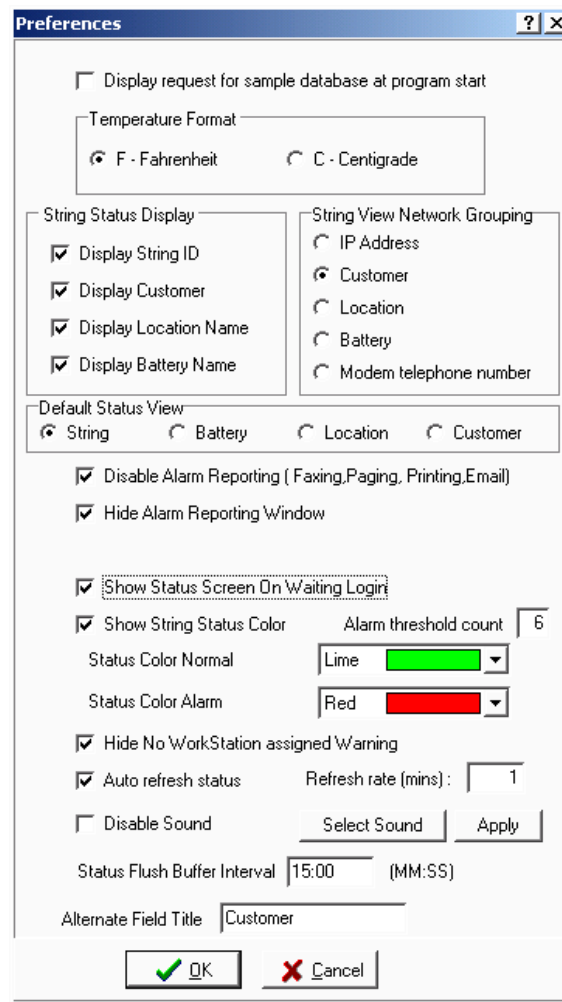 Preferences
Display request for sample database at program start
Temperature Format
F - Fahrenheit C - Centigrade
String Status Display
Display String ID
Display Customer
Display Location Name
Display Battery Name
String View Network Grouping
IP Address
Customer
Location
Battery
Modem telephone number
Default Status View
String Battery Location Customer
Disable Alarm Reporting ( Faxing,Paging, Printing,Email)
Hide Alarm Reporting Window
Show Status Screen On Waiting Login
Show String Status Color Alarm threshold count 6
Status Color Normal Lime
Status Color Alarm Red
Hide No WorkStation assigned Warning
Auto refresh status Refresh rate (mins) : 1
Disable Sound Select Sound Apply
Status Flush Buffer Interval 15:00 (MM:SS)
Alternate Field Title Customer
OK Cancel